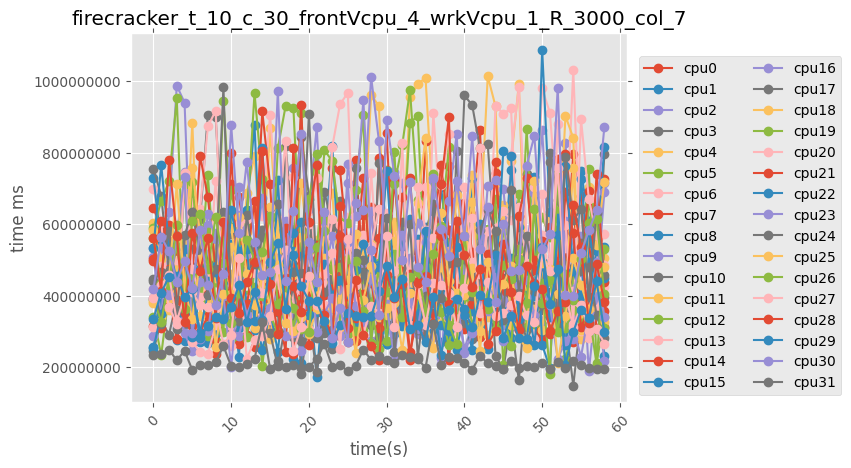 firecracker_t_10_c_30_frontVcpu_4_wrkVcpu_1_R_3000_col_7
time ms
1000000000
800000000
600000000
400000000
200000000
0
10
20
30
40
50
60
time(s)
cpu0
cpu1
cpu2
cpu3
cpu4
cpu5
cpu6
cpu7
cpu8
cpu9
cpu10
cpu11
cpu12
cpu13
cpu14
cpu15
cpu16
cpu17
cpu18
cpu19
cpu20
cpu21
cpu22
cpu23
cpu24
cpu25
cpu26
cpu27
cpu28
cpu29
cpu30
cpu31